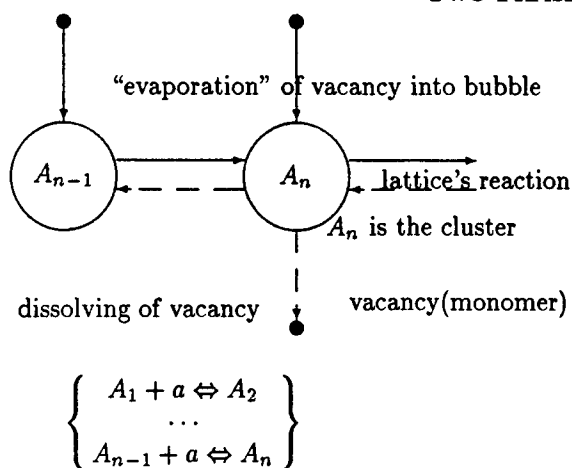 "evaporation" of vacancy into bubble
A_{n-1} A_n lattice's reaction
A_n is the cluster
dissolving of vacancy vacancy(monomer)
A_1 + a ⇔ A_2
...
A_{n-1} + a ⇔ A_n